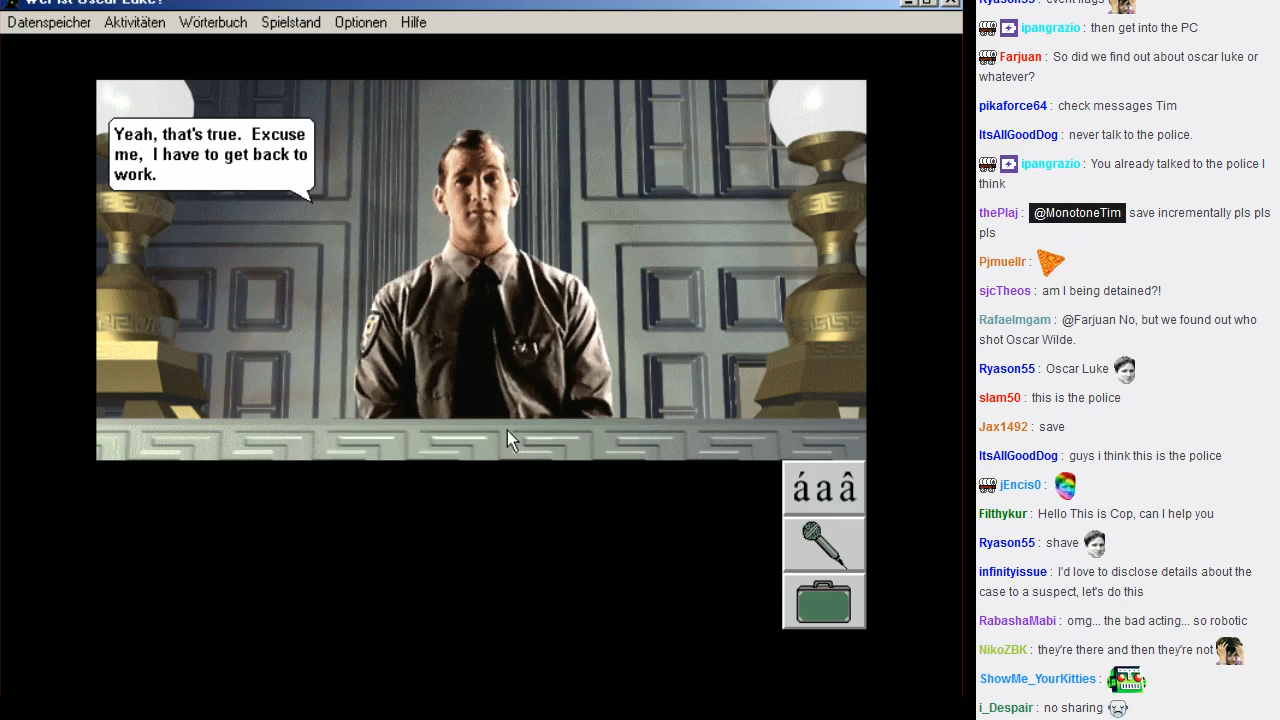 Wer ist Oscar Luke?
Datenspeicher Aktivitäten Wörterbuch Spielstand Optionen Hilfe
Yeah, that's true. Excuse
me, I have to get back to
work.
á a â
Ryason55 : event flags
ipangrazio : then get into the PC
Farjuan : So did we find out about oscar luke or
whatever?
pikaforce64 : check messages Tim
ItsAllGoodDog : never talk to the police.
ipangrazio : You already talked to the police I
think
thePlaj : @MonotoneTim save incrementally pls pls
pls
Pjmuellr :
sjcTheos : am I being detained?!
Rafaelmgam : @Farjuan No, but we found out who
shot Oscar Wilde.
Ryason55 : Oscar Luke
slam50 : this is the police
Jax1492 : save
ItsAllGoodDog : guys i think this is the police
jEncis0 :
Filthykur : Hello This is Cop, can I help you
Ryason55 : shave
infinityissue : I'd love to disclose details about the
case to a suspect, let's do this
RabashaMabi : omg... the bad acting... so robotic
NikoZBK : they're there and then they're not
ShowMe_YourKitties :
i_Despair : no sharing